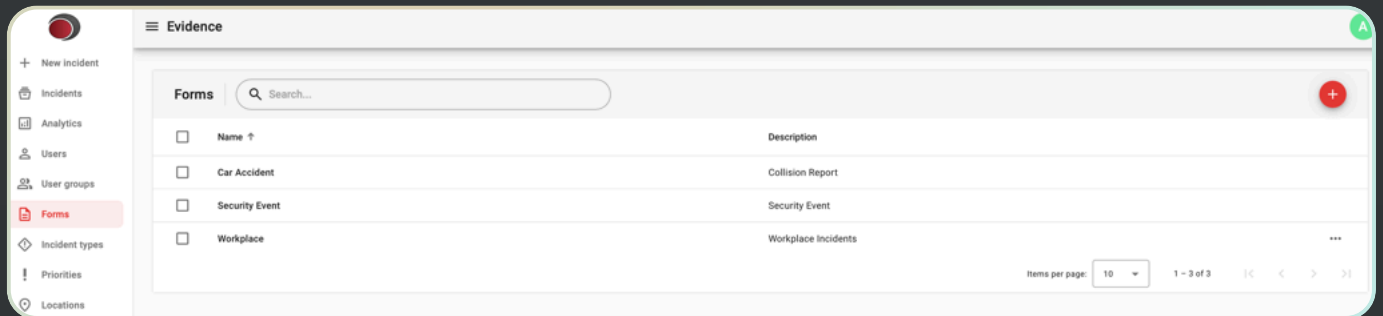 Evidence
A
New incident
Incidents
Analytics
Users
User groups
Forms
Incident types
Priorities
Locations
Forms
Search...
Name Description
Car Accident Collision Report
Security Event Security Event
Workplace Workplace Incidents
Items per page: 10 1 – 3 of 3